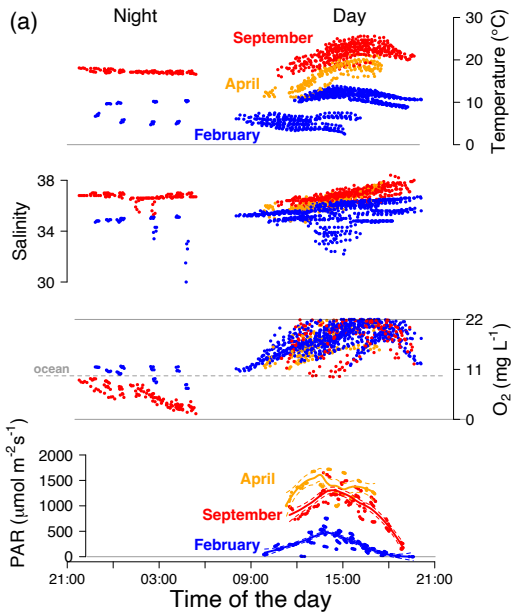 (a)
Night Day
September
April
February
30
20
10
0
Temperature (°C)
38
34
30
Salinity
ocean
22
11
0
O₂ (mg L⁻¹)
2000
1500
1000
500
0
PAR (μmol m⁻²s⁻¹)
April
September
February
21:00 03:00 09:00 15:00 21:00
Time of the day